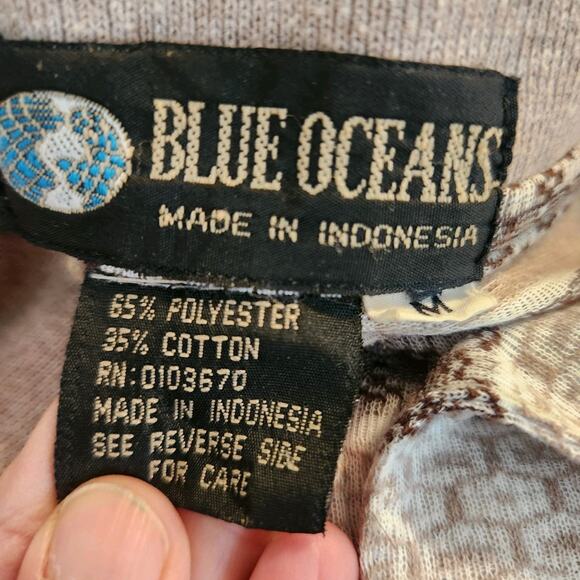 BLUE OCEANS
MADE IN INDONESIA
M
65% POLYESTER
35% COTTON
RN:0103670
MADE IN INDONESIA
SEE REVERSE SIDE
FOR CARE